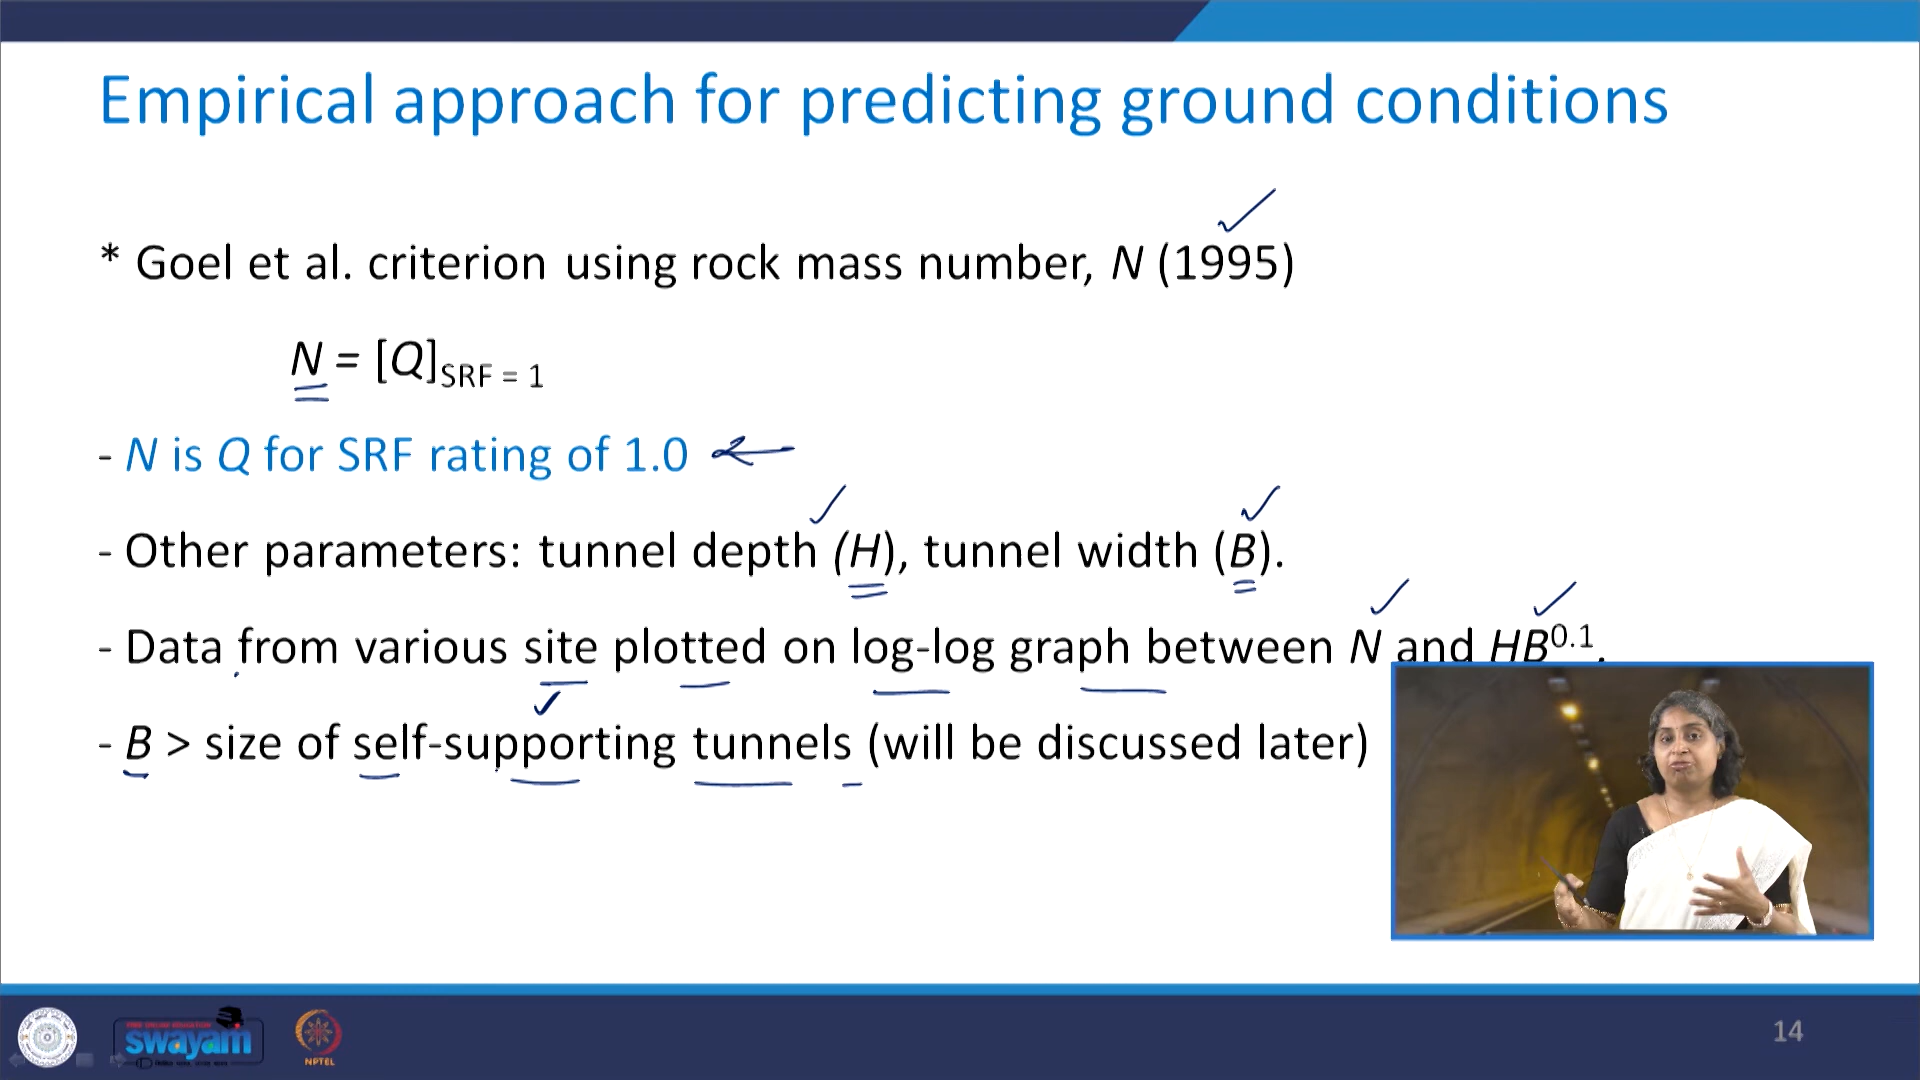 Empirical approach for predicting ground conditions
* Goel et al. criterion using rock mass number, N (1995)
N = [Q]SRF = 1
- N is Q for SRF rating of 1.0
- Other parameters: tunnel depth (H), tunnel width (B).
- Data from various site plotted on log-log graph between N and HB^0.1.
- B > size of self-supporting tunnels (will be discussed later)
swayam
NPTEL
14